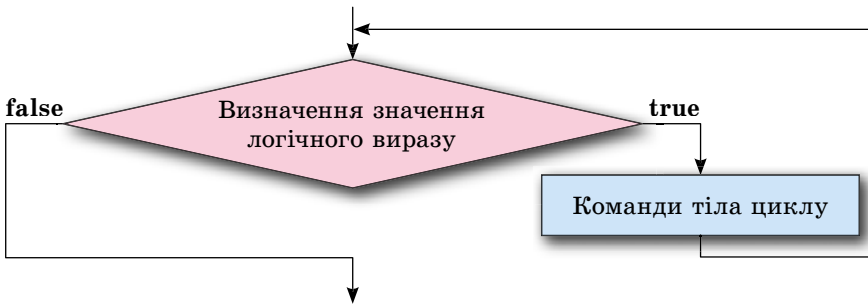 false
Визначення значення
логічного виразу
true
Команди тіла циклу